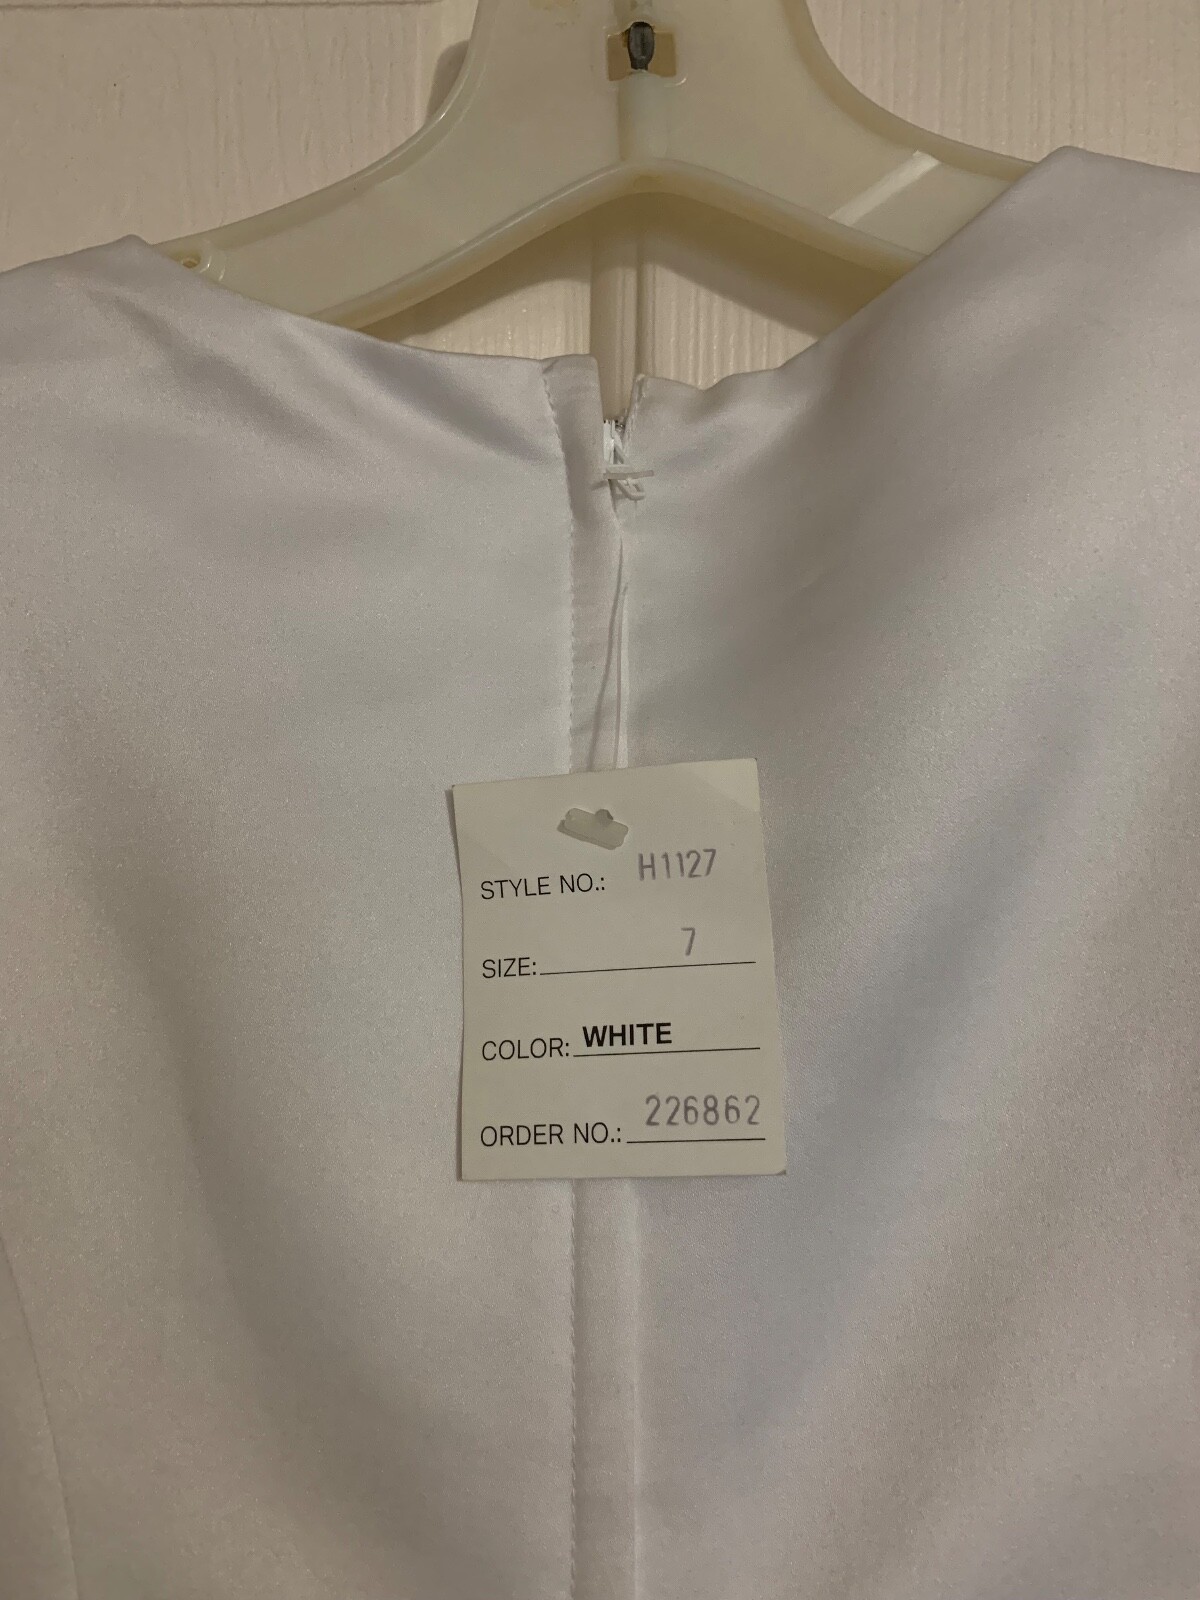 STYLE NO.: H1127
SIZE: 7
COLOR: WHITE
ORDER NO.: 226862